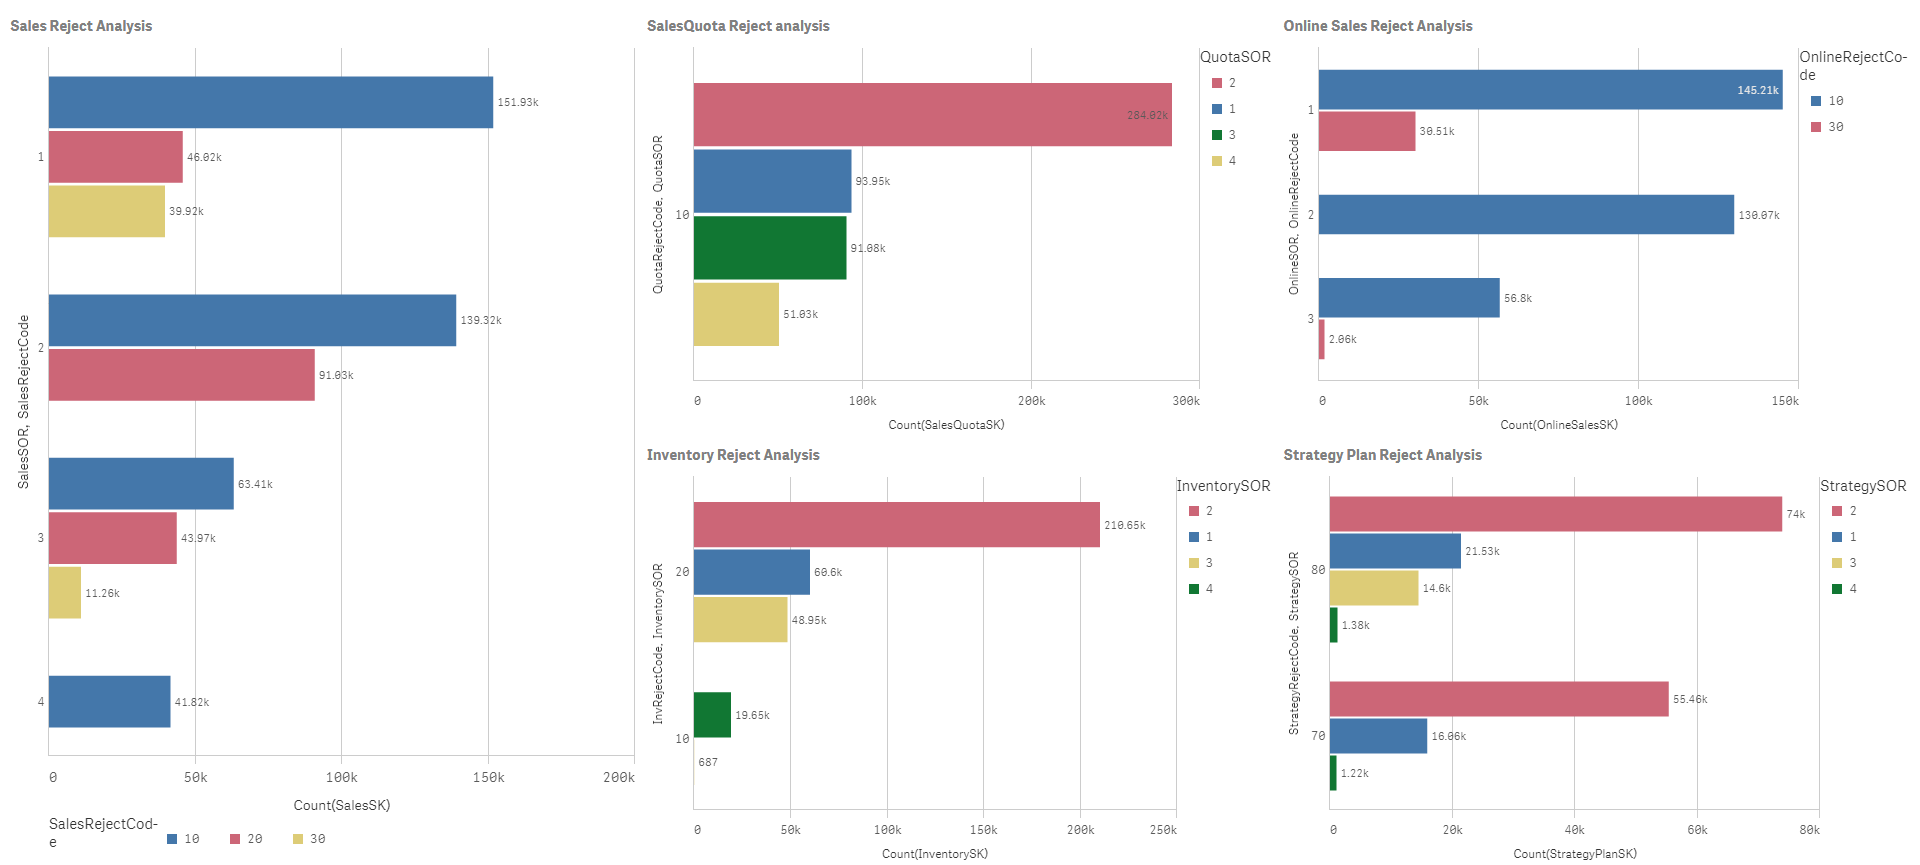 Sales Reject Analysis
SalesSOR, SalesRejectCode
1
151.93k
46.02k
39.92k
2
139.32k
91.03k
3
63.41k
43.97k
11.26k
4
41.82k
0 50k 100k 150k 200k
Count(SalesSK)
SalesRejectCod-
e
10 20 30
SalesQuota Reject analysis
QuotaRejectCode, QuotaSOR
10
284.02k
93.95k
91.08k
51.03k
0 100k 200k 300k
Count(SalesQuotaSK)
QuotaSOR
2
1
3
4
Online Sales Reject Analysis
OnlineSOR, OnlineRejectCode
1
145.21k
30.51k
2
130.07k
3
56.8k
2.06k
0 50k 100k 150k
Count(OnlineSalesSK)
OnlineRejectCo-
de
10
30
Inventory Reject Analysis
InvRejectCode, InventorySOR
20
210.65k
60.6k
48.95k
10
19.65k
687
0 50k 100k 150k 200k 250k
Count(InventorySK)
InventorySOR
2
1
3
4
Strategy Plan Reject Analysis
StrategyRejectCode, StrategySOR
80
74k
21.53k
14.6k
1.38k
70
55.46k
16.06k
1.22k
0 20k 40k 60k 80k
Count(StrategyPlanSK)
StrategySOR
2
1
3
4